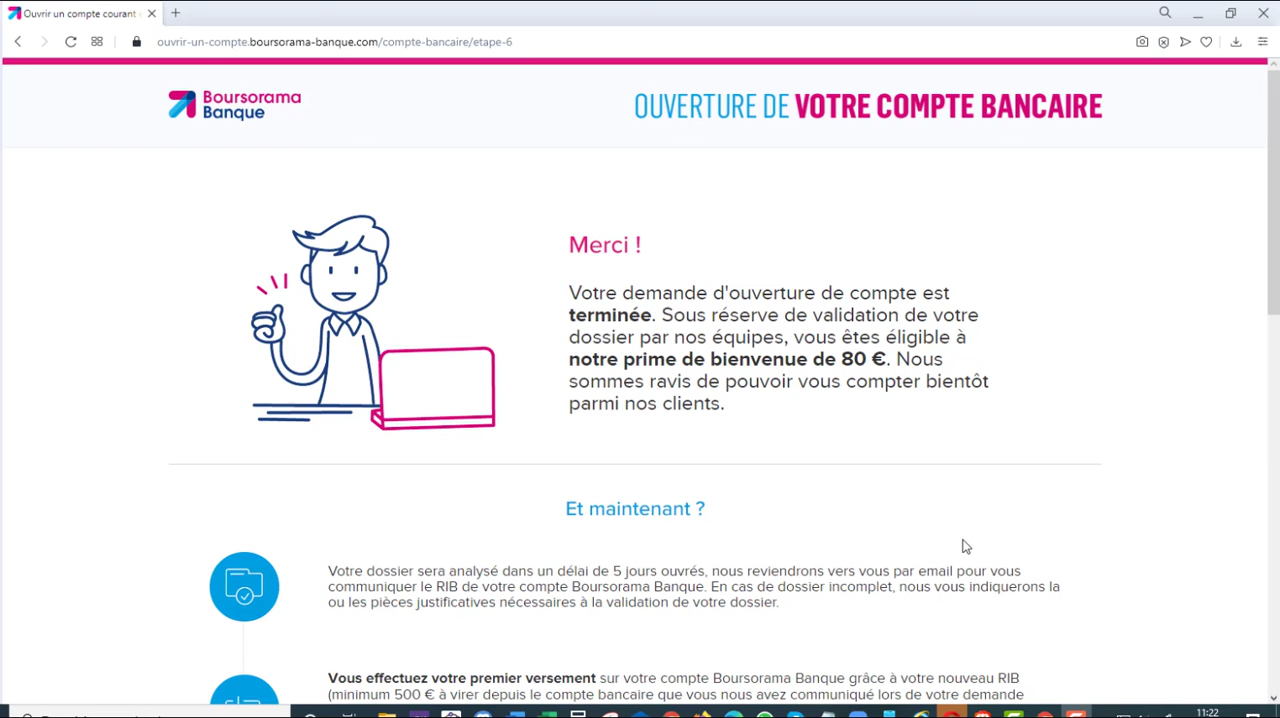 Ouvrir un compte courant
ouvrir-un-compte.boursorama-banque.com/compte-bancaire/etape-6
Boursorama
Banque
OUVERTURE DE VOTRE COMPTE BANCAIRE
Merci !
Votre demande d'ouverture de compte est
terminée. Sous réserve de validation de votre
dossier par nos équipes, vous êtes éligible à
notre prime de bienvenue de 80 €. Nous
sommes ravis de pouvoir vous compter bientôt
parmi nos clients.
Et maintenant ?
Votre dossier sera analysé dans un délai de 5 jours ouvrés, nous reviendrons vers vous par email pour vous
communiquer le RIB de votre compte Boursorama Banque. En cas de dossier incomplet, nous vous indiquerons la
ou les pièces justificatives nécessaires à la validation de votre dossier.
Vous effectuez votre premier versement sur votre compte Boursorama Banque grâce à votre nouveau RIB
(minimum 500 € à virer depuis le compte bancaire que vous nous avez communiqué lors de votre demande
11:22